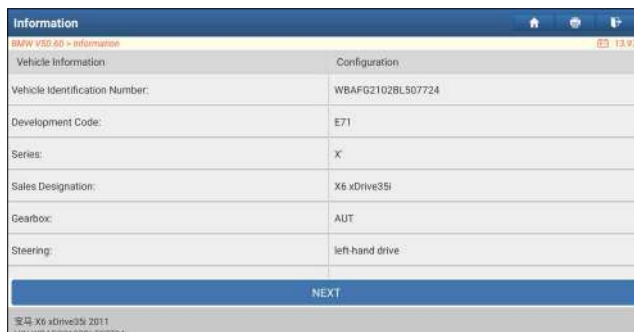 Information
BMW V50.60 > Information
Vehicle Information Configuration
Vehicle Identification Number: WBAFG2102BL507724
Development Code: E71
Series: X'
Sales Designation: X6 xDrive35i
Gearbox: AUT
Steering: left-hand drive
NEXT
宝马 X6 xDrive35i 2011